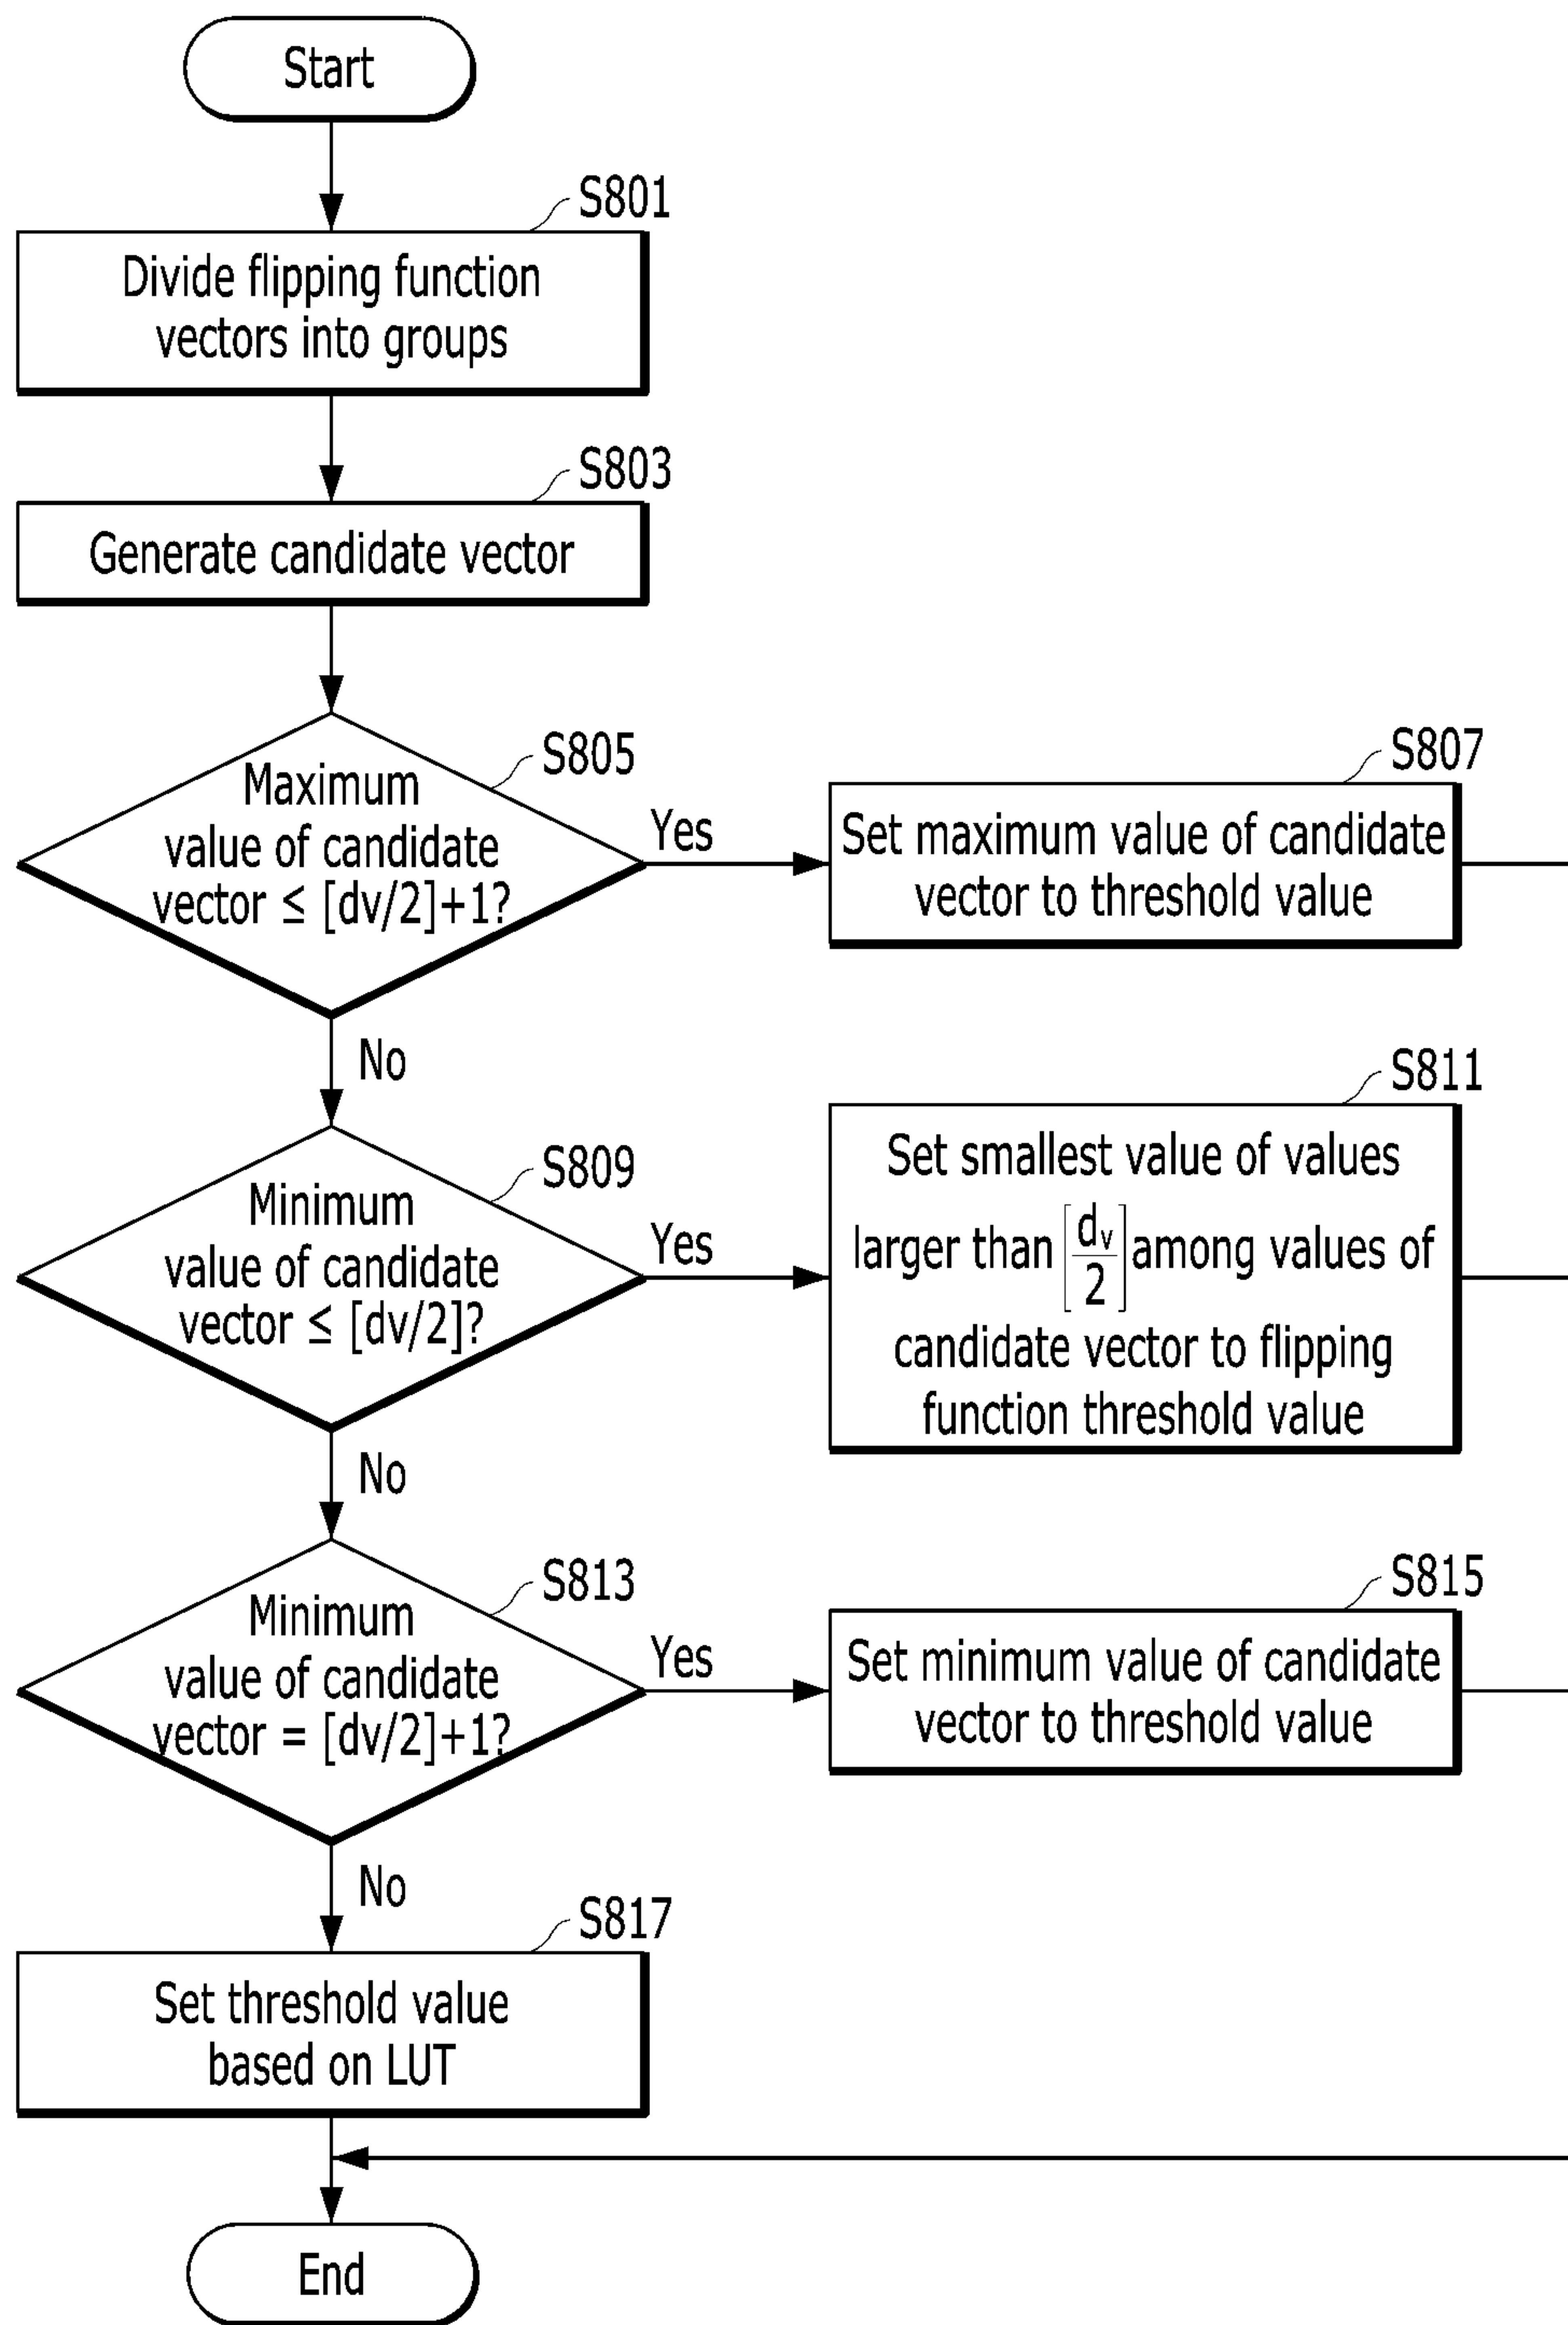 Start
S801
Divide flipping function
vectors into groups
S803
Generate candidate vector
S805
Maximum
value of candidate
vector ≤ [dv/2]+1?
Yes
S807
Set maximum value of candidate
vector to threshold value
No
S809
Minimum
value of candidate
vector ≤ [dv/2]?
Yes
S811
Set smallest value of values
larger than [dv/2] among values of
candidate vector to flipping
function threshold value
No
S813
Minimum
value of candidate
vector = [dv/2]+1?
Yes
S815
Set minimum value of candidate
vector to threshold value
No
S817
Set threshold value
based on LUT
End